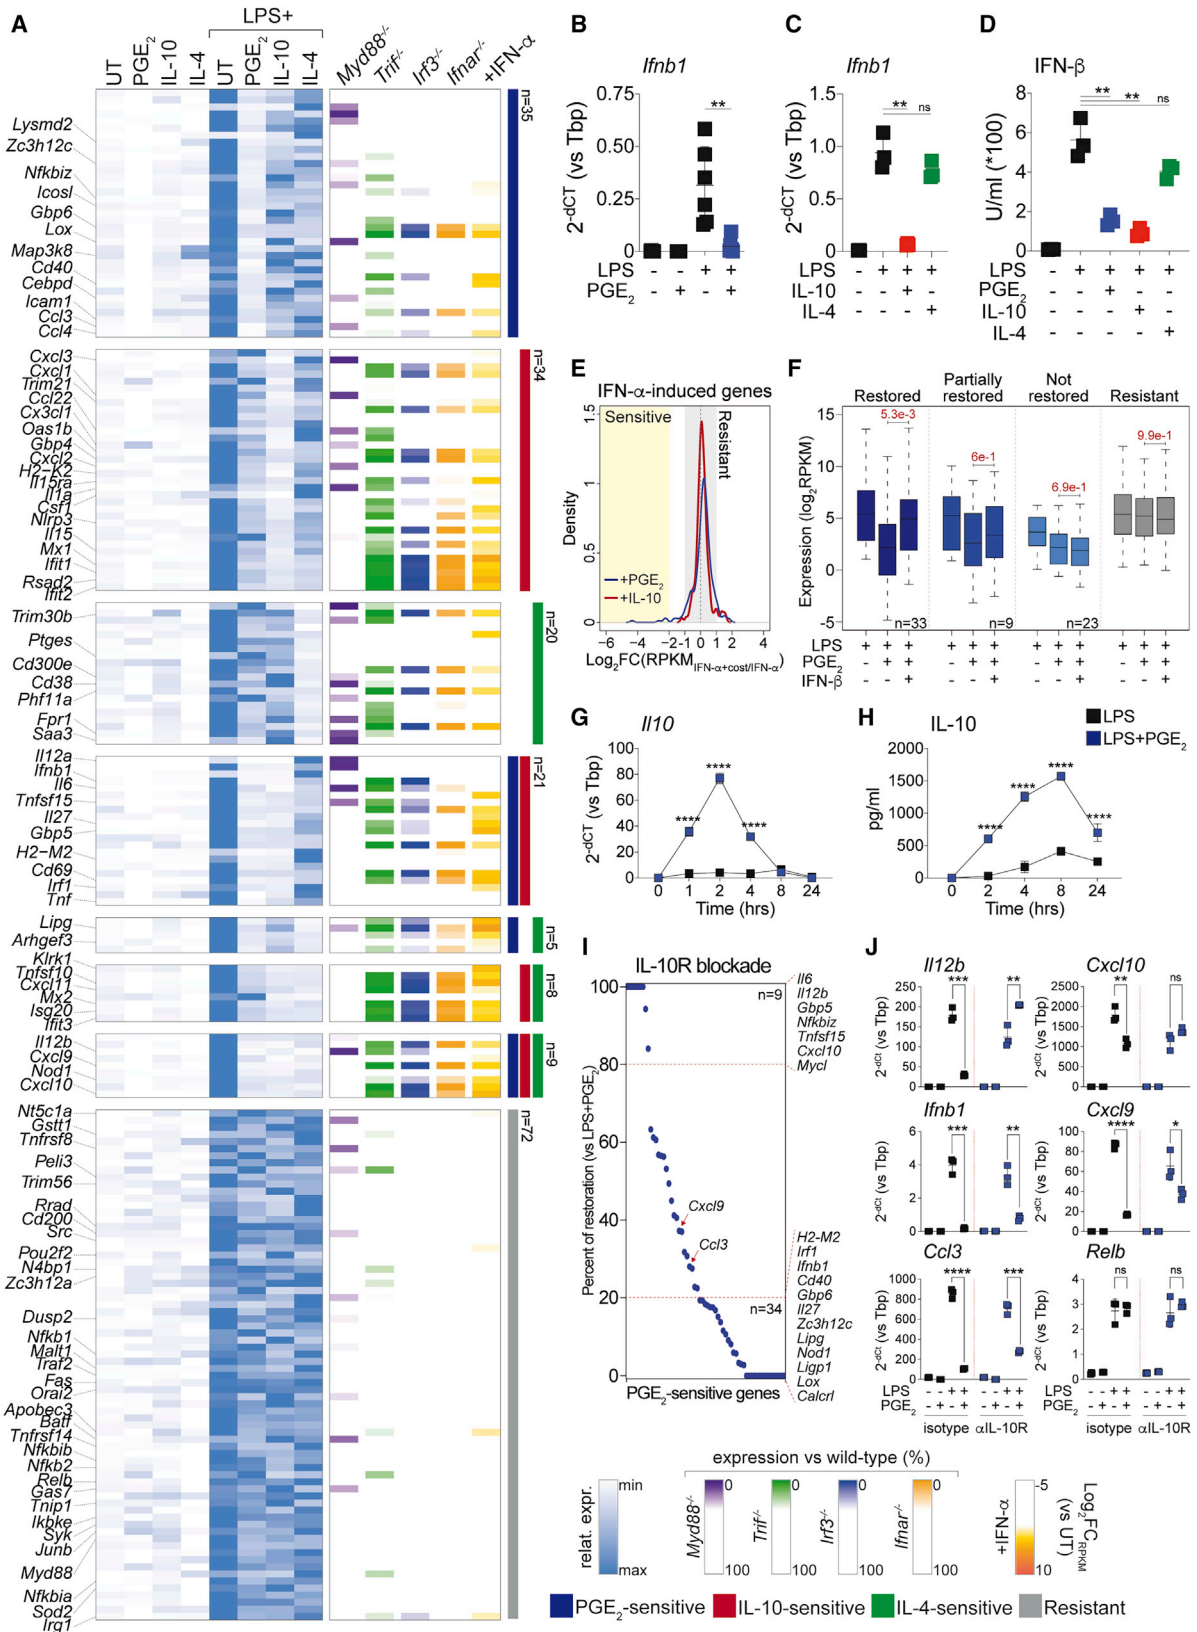 A
LPS+
UT
PGE2
IL-10
IL-4
UT
PGE2
IL-10
IL-4
Myd88-/-
Trif-/-
Irf3-/-
Ifnar-/-
+IFN-α
Lysmd2
Zc3h12c
Nfkbiz
Icosl
Gbp6
Lox
Map3k8
Cd40
Cebpd
Icam1
Ccl3
Ccl4
n=35
Cxcl3
Cxcl1
Trim21
Ccl22
Cx3cl1
Oas1b
Gbp4
Cxcl2
H2-K2
Il15ra
Il1a
Csf1
Nlrp3
Il15
Mx1
Ifit1
Rsad2
Ifit2
n=34
Trim30b
Ptges
Cd300e
Cd38
Phf11a
Fpr1
Saa3
n=20
Il12a
Ifnb1
Il6
Tnfsf15
Il27
Gbp5
H2-M2
Cd69
Irf1
Tnf
n=21
Lipg
Arhgef3
n=5
Klrk1
Tnfsf10
Cxcl11
Mx2
Isg20
Ifit3
n=8
Il12b
Cxcl9
Nod1
Cxcl10
n=9
Nt5c1a
Gstt1
Tnfrsf8
Peli3
Trim56
Rrad
Cd200
Src
Pou2f2
N4bp1
Zc3h12a
Dusp2
Nfkb1
Malt1
Traf2
Fas
Orai2
Apobec3
Batf
Tnfrsf14
Nfkbib
Nfkb2
Relb
Gas7
Tnip1
Ikbke
Syk
Junb
Myd88
Nfkbia
Sod2
Irg1
n=72
B
Ifnb1
2-dCT (vs Tbp)
0.75
0.50
0.25
0
**
LPS - - + +
PGE2 - + - +
C
Ifnb1
2-dCT (vs Tbp)
1.5
1.0
0.5
0
** ns
LPS - + + +
IL-10 - - + -
IL-4 - - - +
D
IFN-β
U/ml (*100)
8
6
4
2
0
** ** ns
LPS - + + + +
PGE2 - - + - -
IL-10 - - - + -
IL-4 - - - - +
E
IFN-α-induced genes
Sensitive
Resistant
Density
1.5
1
0.5
0
+PGE2
+IL-10
-6 -4 -2 -1 0 1 2 4
Log2FC(RPKMIFN-α+cost/IFN-α)
F
Restored
Partially restored
Not restored
Resistant
Expression (log2RPKM)
15
10
5
0
-5
5.3e-3
6e-1
6.9e-1
9.9e-1
n=33
n=9
n=23
LPS + + + + + + + + + + + +
PGE2 - + + - + + - + + - + +
IFN-β - - + - - + - - + - - +
G
Il10
2-dCT (vs Tbp)
100
80
60
40
20
0
**** **** ****
0 1 2 4 8 24
Time (hrs)
H
IL-10
LPS
LPS+PGE2
pg/ml
2000
1500
1000
500
0
**** **** **** ****
0 2 4 8 24
Time (hrs)
I
IL-10R blockade
Percent of restoration (vs LPS+PGE2)
100
80
60
40
20
0
n=9
Cxcl9
Ccl3
n=34
PGE2-sensitive genes
Il6
Il12b
Gbp5
Nfkbiz
Tnfsf15
Cxcl10
Mycl
H2-M2
Irf1
Ifnb1
Cd40
Gbp6
Il27
Zc3h12c
Lipg
Nod1
Ligp1
Lox
Calcrl
J
Il12b
2-dCt (vs Tbp)
250
200
150
100
50
0
*** **
Cxcl10
2-dCt (vs Tbp)
2500
2000
1500
1000
500
0
** ns
Ifnb1
2-dCt (vs Tbp)
6
4
2
0
*** **
Cxcl9
2-dCt (vs Tbp)
100
80
60
40
20
0
**** *
Ccl3
2-dCt (vs Tbp)
1000
800
600
400
200
0
**** ***
Relb
2-dCt (vs Tbp)
4
3
2
1
0
ns ns
LPS - - + + - - + +
PGE2 - + - + - + - +
isotype αIL-10R
LPS - - + + - - + +
PGE2 - + - + - + - +
isotype αIL-10R
relat. expr.
min
max
expression vs wild-type (%)
Myd88-/-
0
100
Trif-/-
0
100
Irf3-/-
0
100
Ifnar-/-
0
100
+IFN-α
-5
10
Log2FCRPKM (vs UT)
PGE2-sensitive
IL-10-sensitive
IL-4-sensitive
Resistant